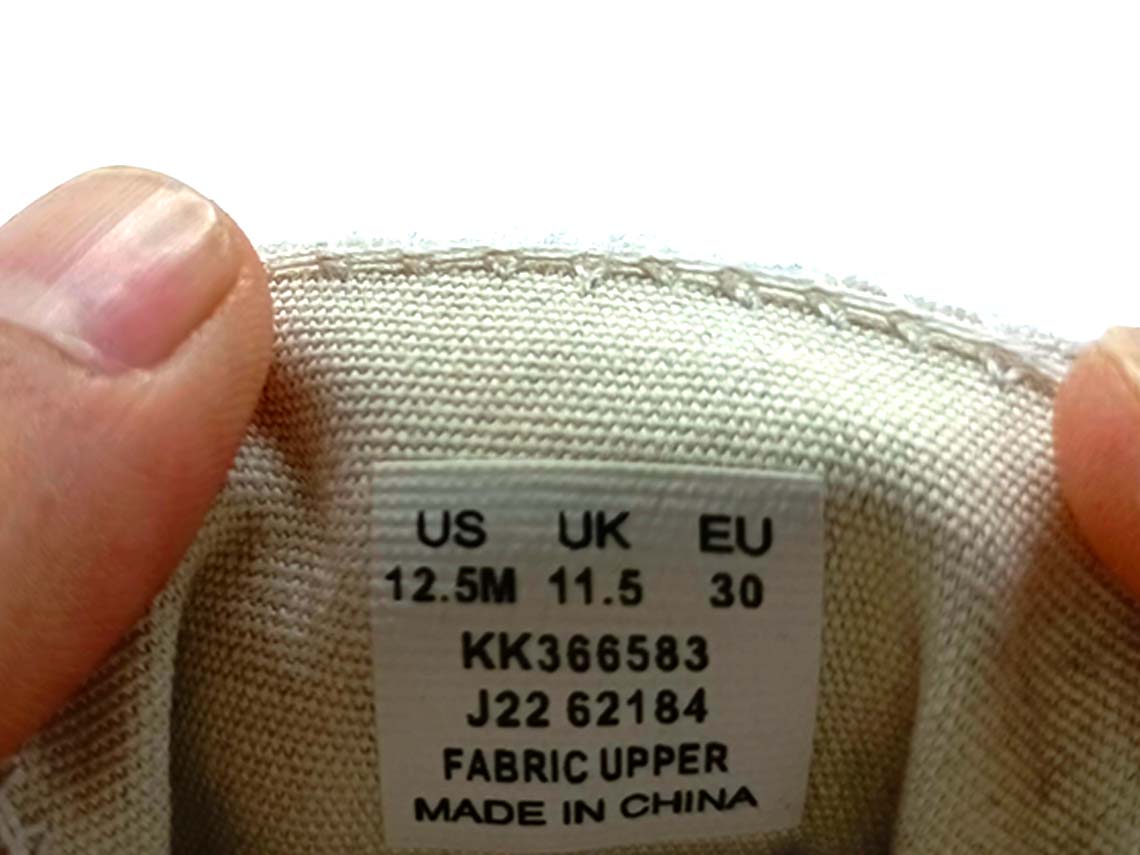 US UK EU
12.5M 11.5 30
KK366583
J22 62184
FABRIC UPPER
MADE IN CHINA